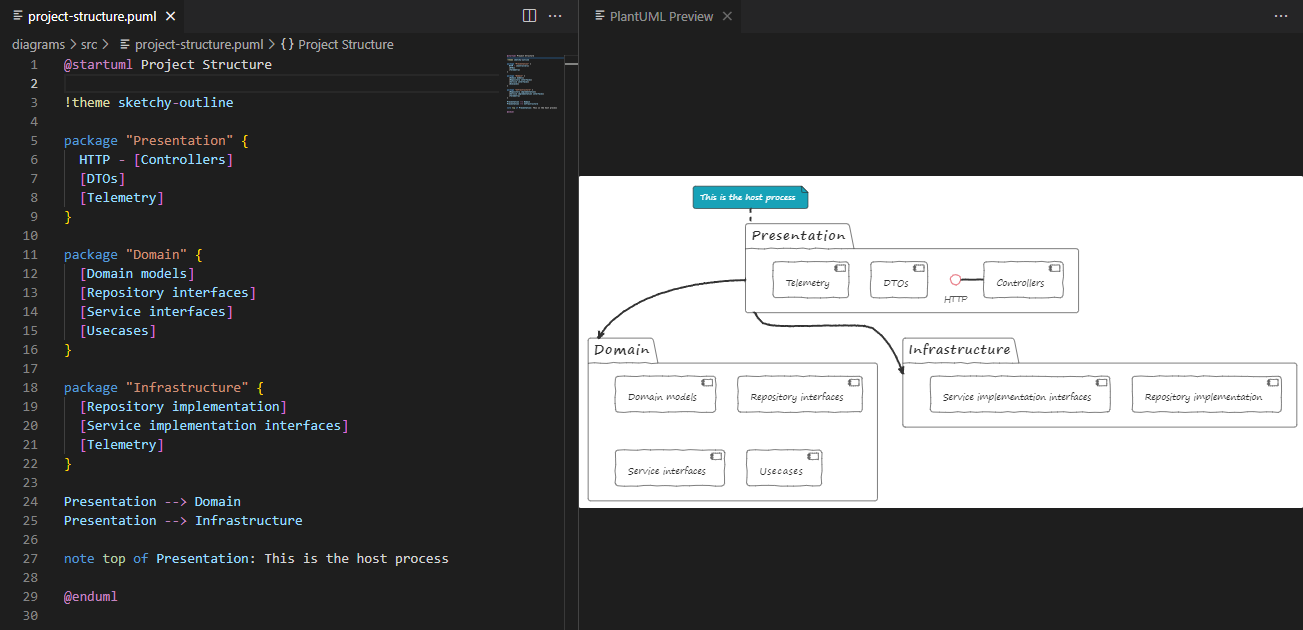 project-structure.puml
diagrams > src > project-structure.puml > {} Project Structure
1 @startuml Project Structure
2
3 !theme sketchy-outline
4
5 package "Presentation" {
6 HTTP - [Controllers]
7 [DTOs]
8 [Telemetry]
9 }
10
11 package "Domain" {
12 [Domain models]
13 [Repository interfaces]
14 [Service interfaces]
15 [Usecases]
16 }
17
18 package "Infrastructure" {
19 [Repository implementation]
20 [Service implementation interfaces]
21 [Telemetry]
22 }
23
24 Presentation --> Domain
25 Presentation --> Infrastructure
26
27 note top of Presentation: This is the host process
28
29 @enduml
30
PlantUML Preview
This is the host process
Presentation
Telemetry
DTOs
HTTP
Controllers
Domain
Domain models
Repository interfaces
Service interfaces
Usecases
Infrastructure
Service implementation interfaces
Repository implementation